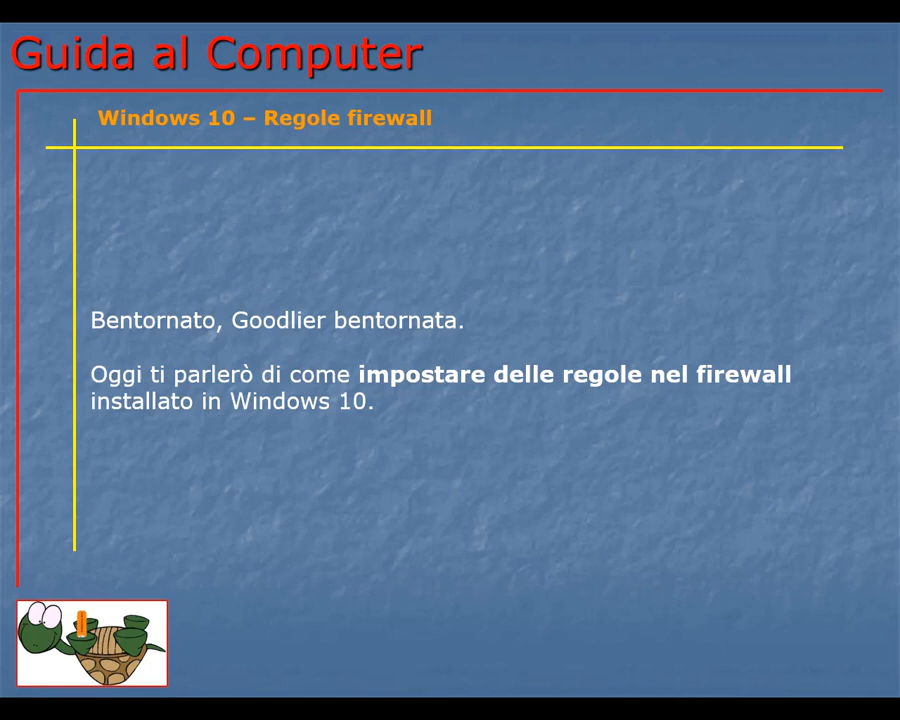 Guida al Computer
Windows 10 – Regole firewall
Bentornato, Goodlier bentornata.
Oggi ti parlerò di come impostare delle regole nel firewall
installato in Windows 10.